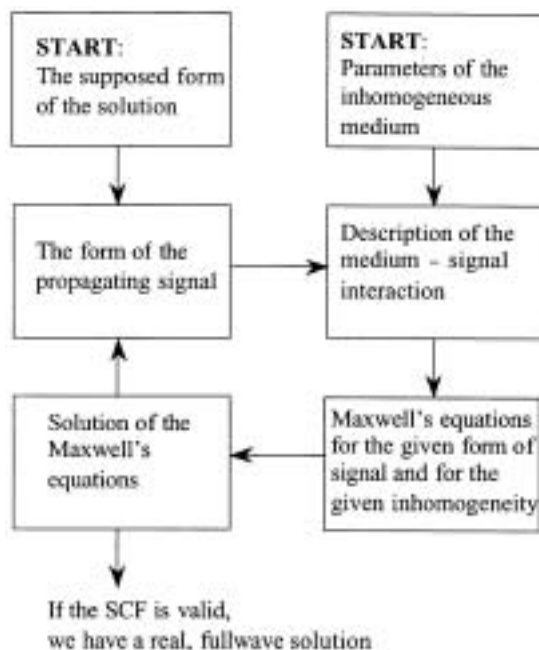 START:
The supposed form
of the solution
START:
Parameters of the
inhomogeneous
medium
The form of the
propagating signal
Description of the
medium - signal
interaction
Solution of the
Maxwell's
equations
Maxwell's equations
for the given form of
signal and for the
given inhomogeneity
If the SCF is valid,
we have a real, fullwave solution